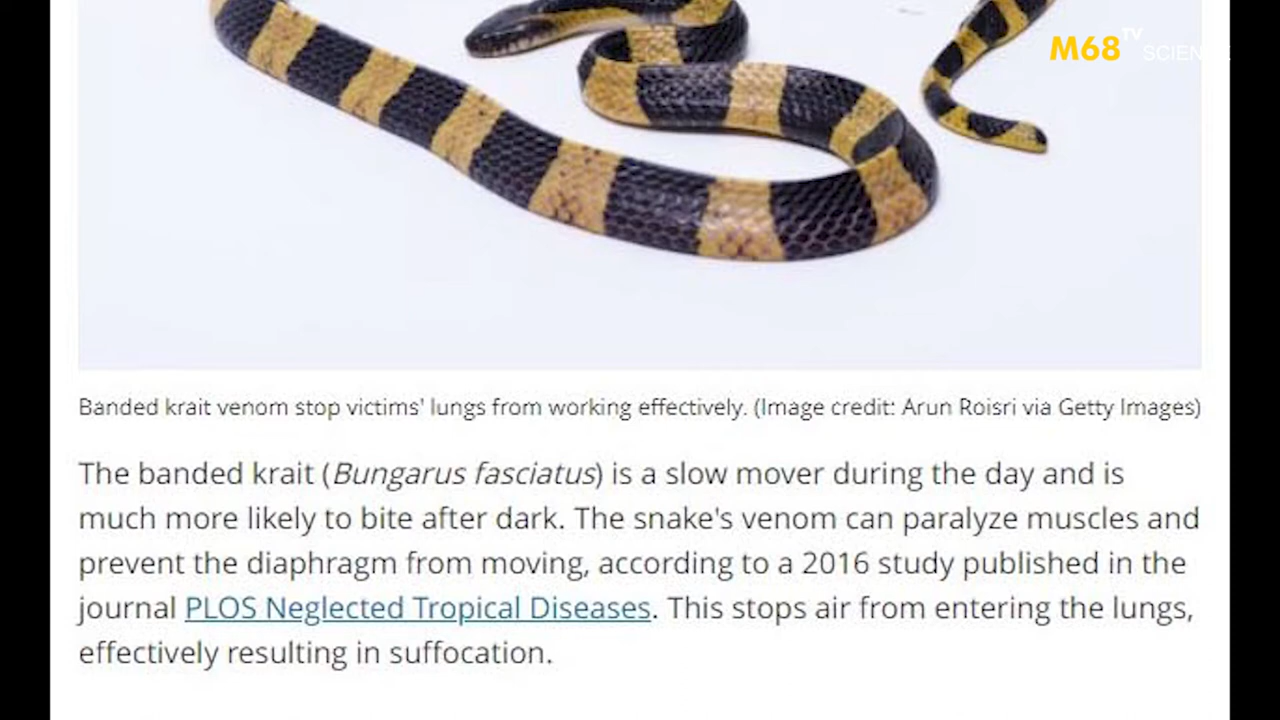 M68 TV SCIENCE
Banded krait venom stop victims' lungs from working effectively. (Image credit: Arun Roisri via Getty Images)
The banded krait (Bungarus fasciatus) is a slow mover during the day and is
much more likely to bite after dark. The snake's venom can paralyze muscles and
prevent the diaphragm from moving, according to a 2016 study published in the
journal PLOS Neglected Tropical Diseases. This stops air from entering the lungs,
effectively resulting in suffocation.